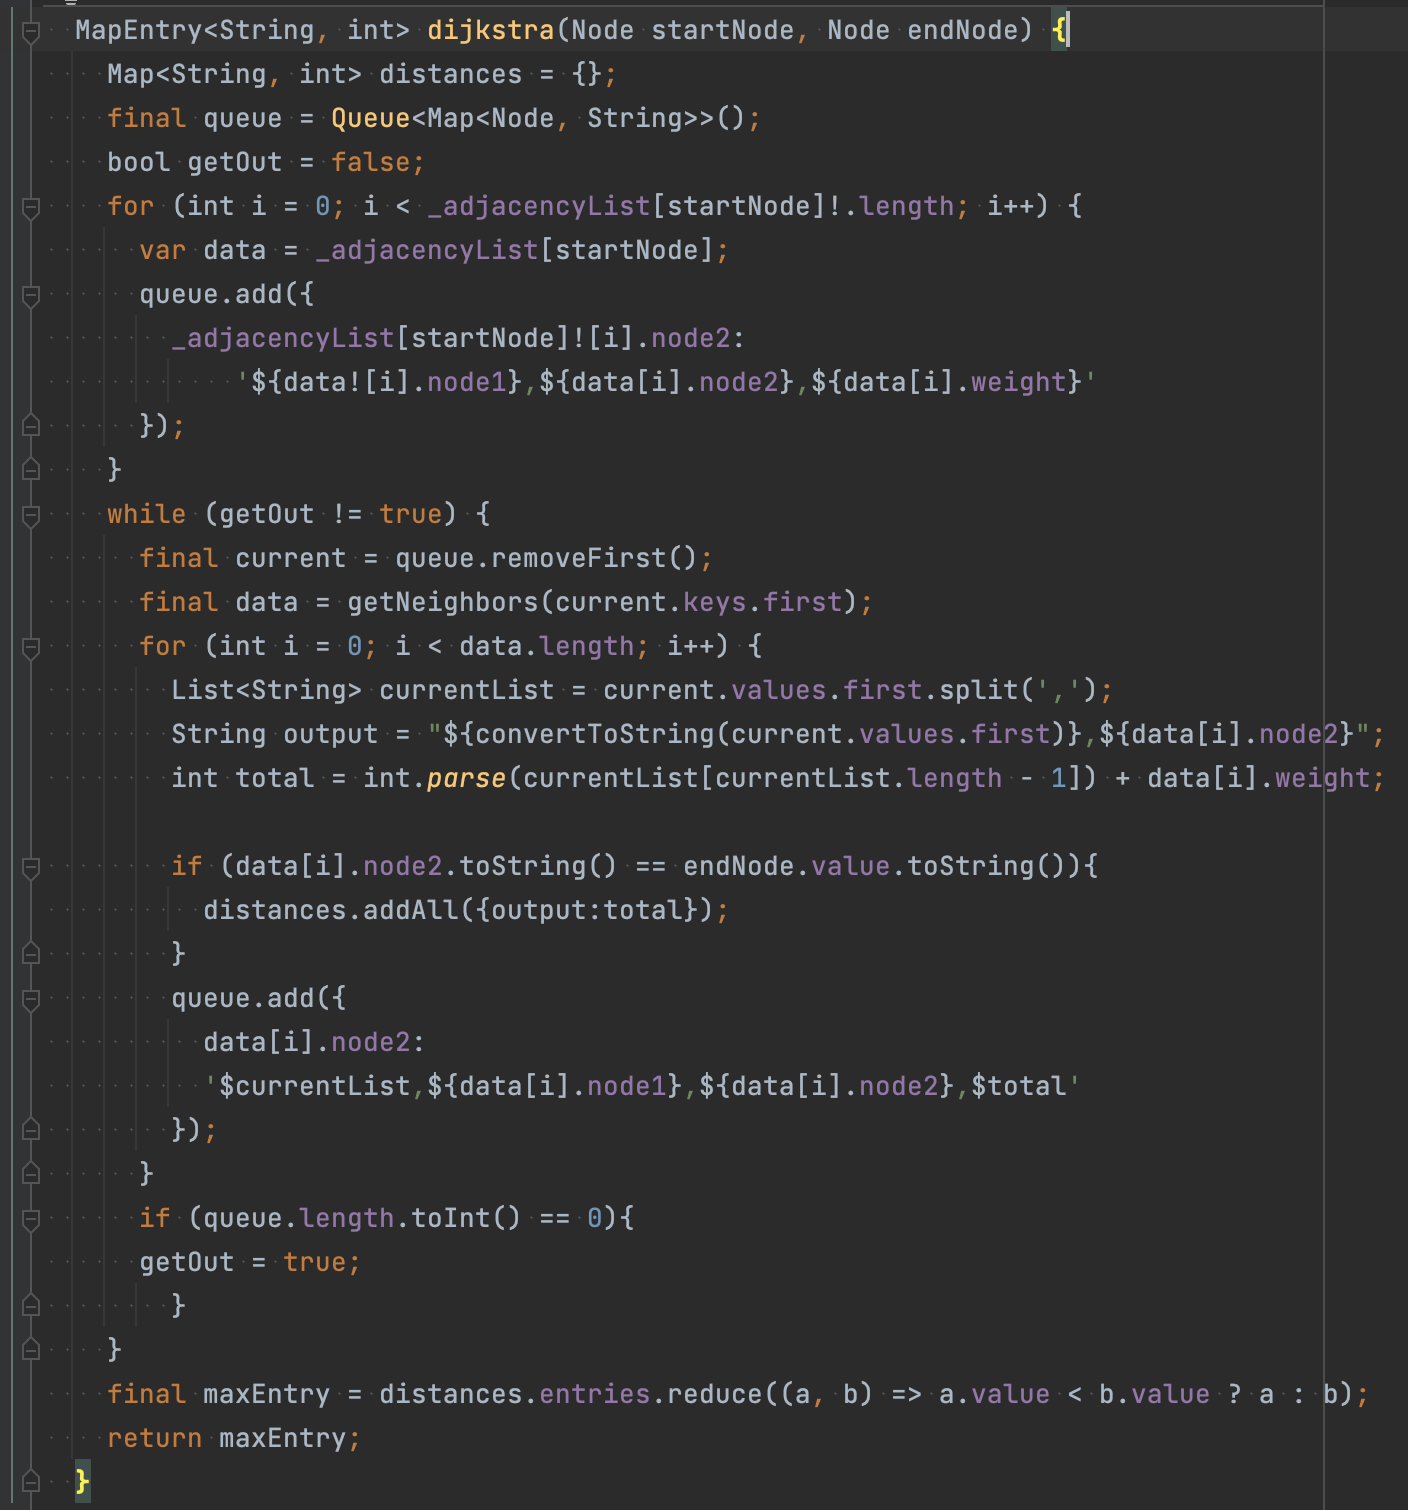 MapEntry<String, int> dijkstra(Node startNode, Node endNode) {
Map<String, int> distances = {};
final queue = Queue<Map<Node, String>>();
bool getOut = false;
for (int i = 0; i < _adjacencyList[startNode]!.length; i++) {
var data = _adjacencyList[startNode];
queue.add({
_adjacencyList[startNode]![i].node2:
'${data![i].node1},${data[i].node2},${data[i].weight}'
});
}
while (getOut != true) {
final current = queue.removeFirst();
final data = getNeighbors(current.keys.first);
for (int i = 0; i < data.length; i++) {
List<String> currentList = current.values.first.split(',');
String output = "${convertToString(current.values.first)},${data[i].node2}";
int total = int.parse(currentList[currentList.length - 1]) + data[i].weight;
if (data[i].node2.toString() == endNode.value.toString()){
distances.addAll({output:total});
}
queue.add({
data[i].node2:
'$currentList,${data[i].node1},${data[i].node2},$total'
});
}
if (queue.length.toInt() == 0){
getOut = true;
}
}
final maxEntry = distances.entries.reduce((a, b) => a.value < b.value ? a : b);
return maxEntry;
}